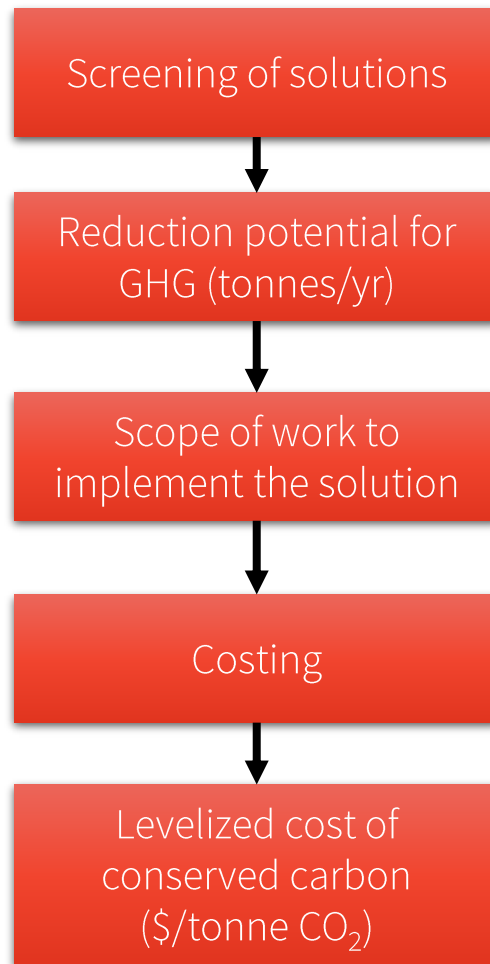 Screening of solutions
Reduction potential for
GHG (tonnes/yr)
Scope of work to
implement the solution
Costing
Levelized cost of
conserved carbon
($/tonne CO₂)